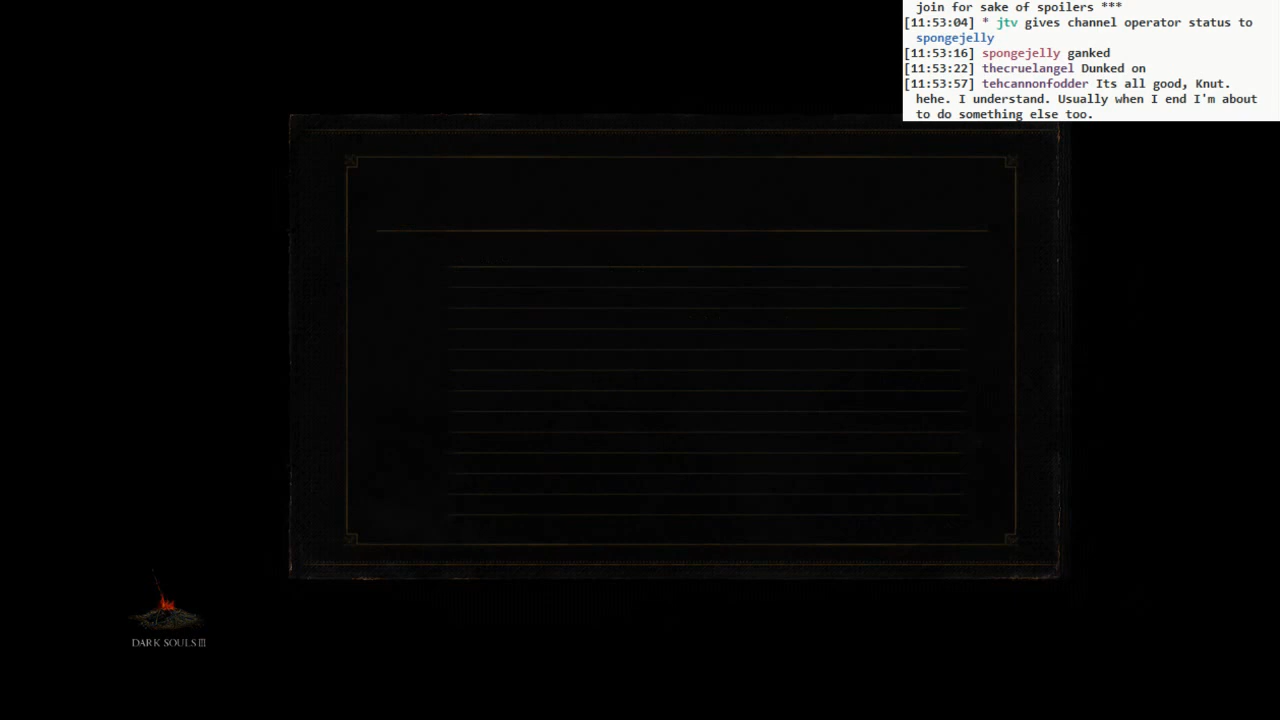 join for sake of spoilers ***
[11:53:04] * jtv gives channel operator status to
spongejelly
[11:53:16] spongejelly ganked
[11:53:22] thecruelangel Dunked on
[11:53:57] tehcannonfodder Its all good, Knut.
hehe. I understand. Usually when I end I'm about
to do something else too.
DARK SOULS III